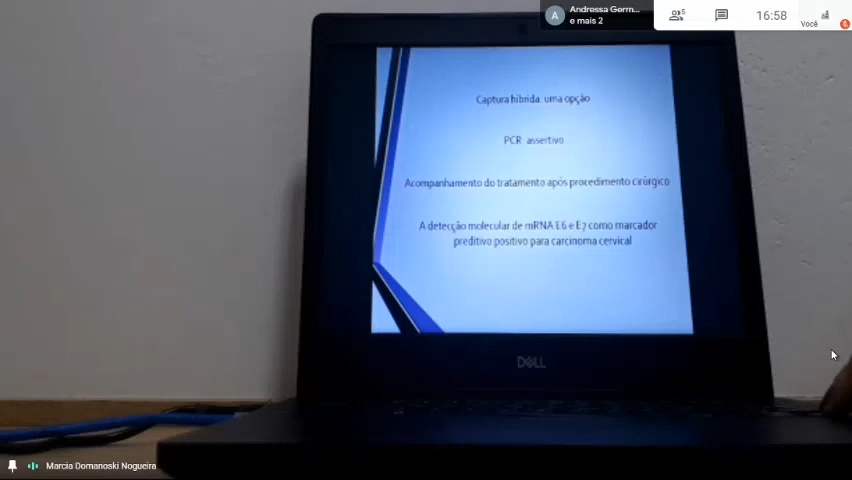 Andressa Germ...
e mais 2
A
5
16:58
Você
Captura híbrida uma opção
PCR assertivo
Acompanhamento do tratamento após procedimento cirúrgico
A detecção molecular de mRNA E6 e E7 como marcador
preditivo positivo para carcinoma cervical
DELL
Marcia Domanoski Nogueira